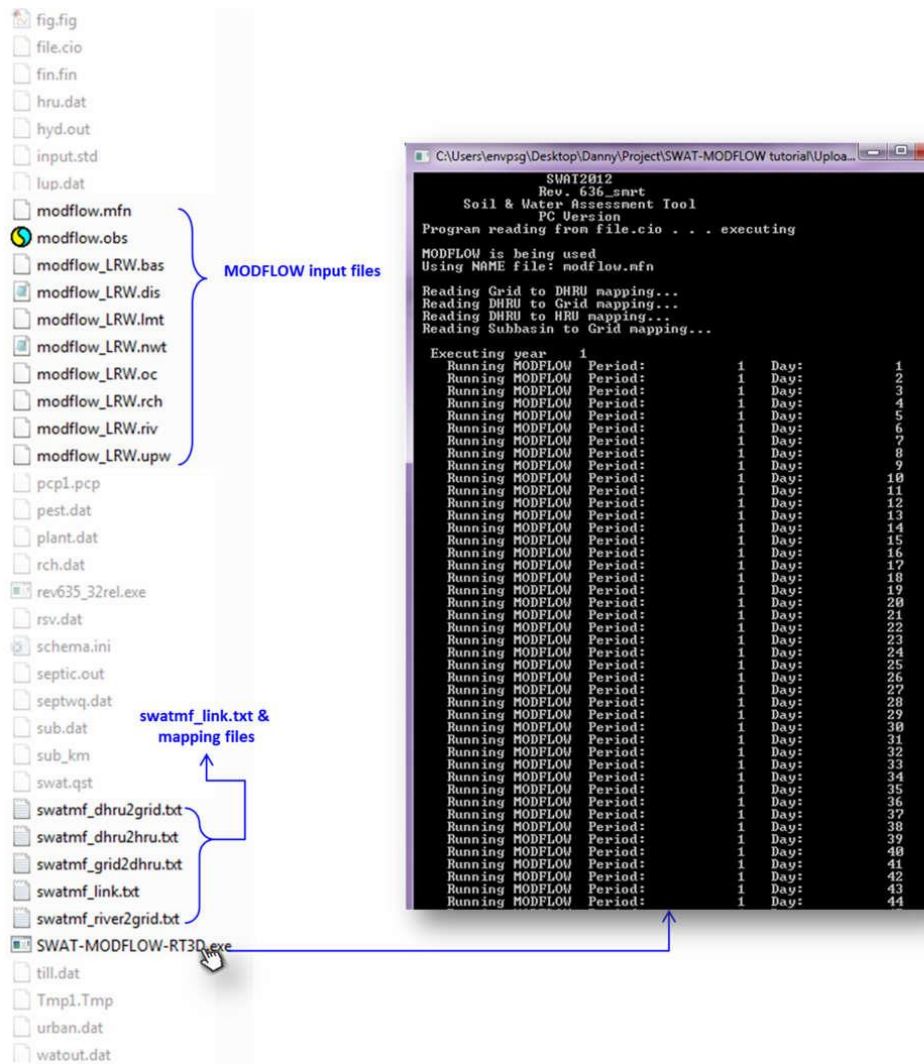 fig.fig
file.cio
fin.fin
hru.dat
hyd.out
input.std
lup.dat
modflow.mfn
modflow.obs
modflow_LRW.bas
modflow_LRW.dis
modflow_LRW.lmt
modflow_LRW.nwt
modflow_LRW.oc
modflow_LRW.rch
modflow_LRW.riv
modflow_LRW.upw
MODFLOW input files
pcp1.pcp
pest.dat
plant.dat
rch.dat
rev635_32rel.exe
rsv.dat
schema.ini
septic.out
septwq.dat
sub.dat
sub_km
swat.qst
swatmf_link.txt &
mapping files
swatmf_dhru2grid.txt
swatmf_dhru2hru.txt
swatmf_grid2dhru.txt
swatmf_link.txt
swatmf_river2grid.txt
SWAT-MODFLOW-RT3D.exe
till.dat
Tmp1.Tmp
urban.dat
watout.dat
C:\Users\envpsg\Desktop\Danny\Project\SWAT-MODFLOW tutorial\Uploa...
SWAT2012
Rev. 636_smrt
Soil & Water Assessment Tool
PC Version
Program reading from file.cio . . . executing
MODFLOW is being used
Using NAME file: modflow.mfn
Reading Grid to DHRU mapping...
Reading DHRU to Grid mapping...
Reading DHRU to HRU mapping...
Reading Subbasin to Grid mapping...
Executing year 1
Running MODFLOW Period: 1 Day: 1
Running MODFLOW Period: 1 Day: 2
Running MODFLOW Period: 1 Day: 3
Running MODFLOW Period: 1 Day: 4
Running MODFLOW Period: 1 Day: 5
Running MODFLOW Period: 1 Day: 6
Running MODFLOW Period: 1 Day: 7
Running MODFLOW Period: 1 Day: 8
Running MODFLOW Period: 1 Day: 9
Running MODFLOW Period: 1 Day: 10
Running MODFLOW Period: 1 Day: 11
Running MODFLOW Period: 1 Day: 12
Running MODFLOW Period: 1 Day: 13
Running MODFLOW Period: 1 Day: 14
Running MODFLOW Period: 1 Day: 15
Running MODFLOW Period: 1 Day: 16
Running MODFLOW Period: 1 Day: 17
Running MODFLOW Period: 1 Day: 18
Running MODFLOW Period: 1 Day: 19
Running MODFLOW Period: 1 Day: 20
Running MODFLOW Period: 1 Day: 21
Running MODFLOW Period: 1 Day: 22
Running MODFLOW Period: 1 Day: 23
Running MODFLOW Period: 1 Day: 24
Running MODFLOW Period: 1 Day: 25
Running MODFLOW Period: 1 Day: 26
Running MODFLOW Period: 1 Day: 27
Running MODFLOW Period: 1 Day: 28
Running MODFLOW Period: 1 Day: 29
Running MODFLOW Period: 1 Day: 30
Running MODFLOW Period: 1 Day: 31
Running MODFLOW Period: 1 Day: 32
Running MODFLOW Period: 1 Day: 33
Running MODFLOW Period: 1 Day: 34
Running MODFLOW Period: 1 Day: 35
Running MODFLOW Period: 1 Day: 36
Running MODFLOW Period: 1 Day: 37
Running MODFLOW Period: 1 Day: 38
Running MODFLOW Period: 1 Day: 39
Running MODFLOW Period: 1 Day: 40
Running MODFLOW Period: 1 Day: 41
Running MODFLOW Period: 1 Day: 42
Running MODFLOW Period: 1 Day: 43
Running MODFLOW Period: 1 Day: 44